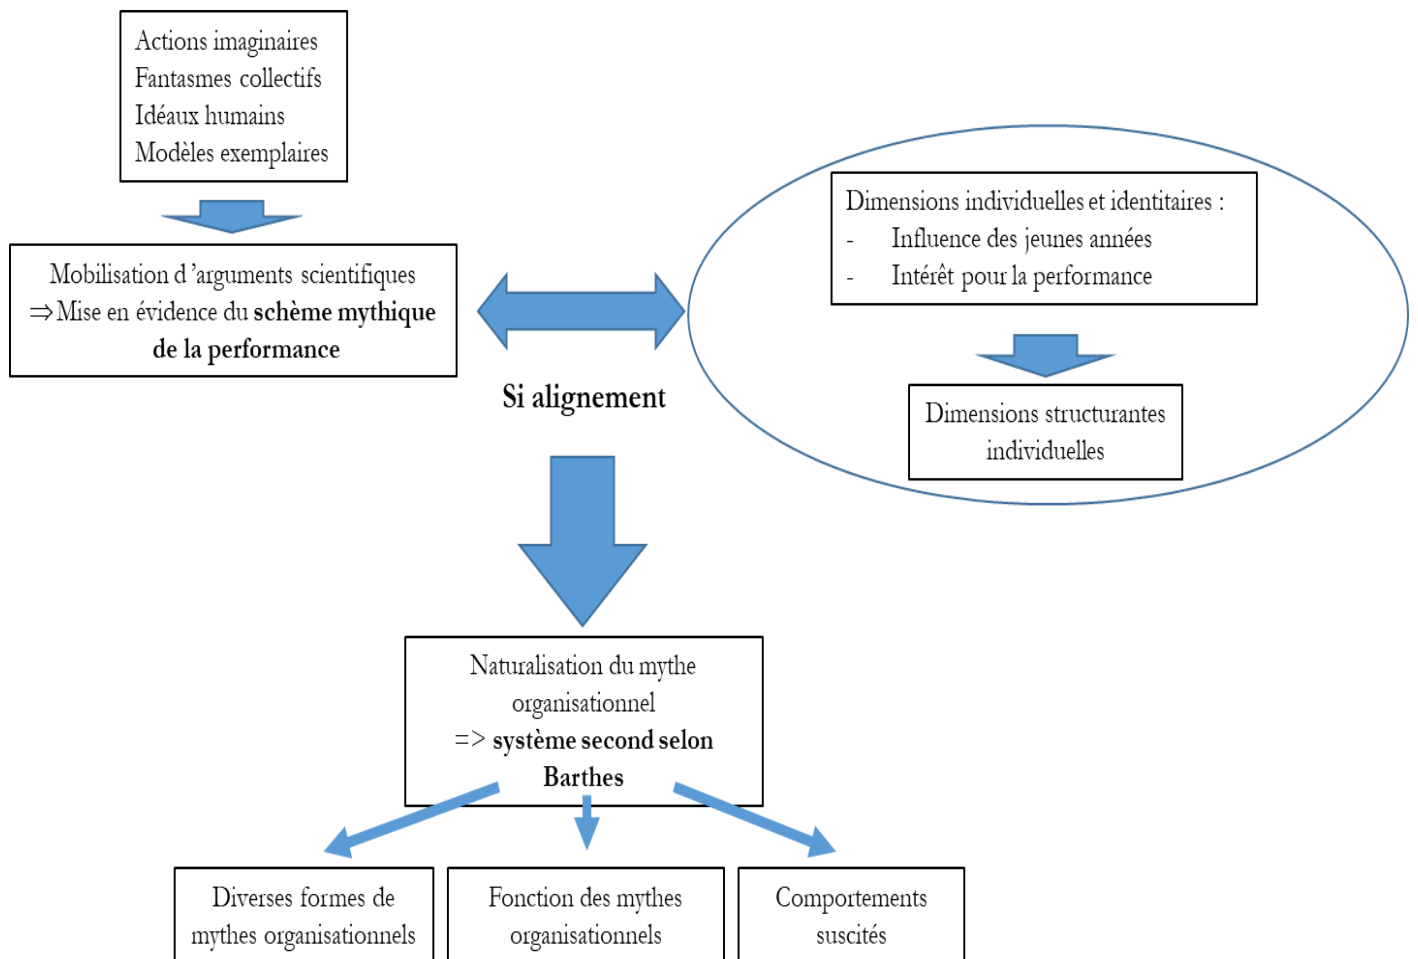 Actions imaginaires
Fantasmes collectifs
Idéaux humains
Modèles exemplaires
Mobilisation d'arguments scientifiques
⇒Mise en évidence du schème mythique
de la performance
Si alignement
Dimensions individuelles et identitaires :
- Influence des jeunes années
- Intérêt pour la performance
Dimensions structurantes
individuelles
Naturalisation du mythe
organisationnel
=> système second selon
Barthes
Diverses formes de
mythes organisationnels
Fonction des mythes
organisationnels
Comportements
suscités